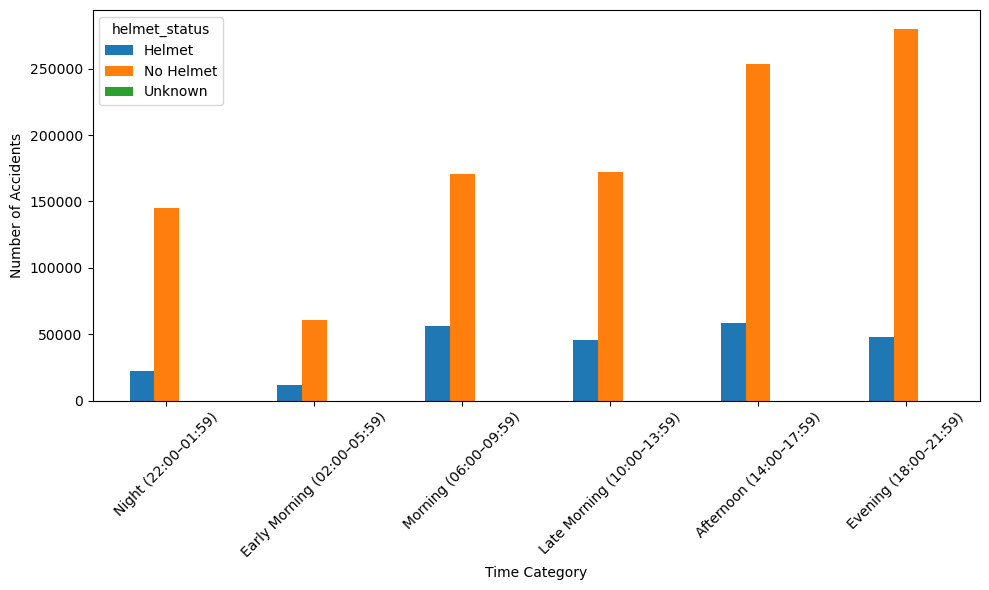 helmet_status
Helmet
No Helmet
Unknown
Number of Accidents
250000
200000
150000
100000
50000
0
Night (22:00–01:59)
Early Morning (02:00–05:59)
Morning (06:00–09:59)
Late Morning (10:00–13:59)
Afternoon (14:00–17:59)
Evening (18:00–21:59)
Time Category